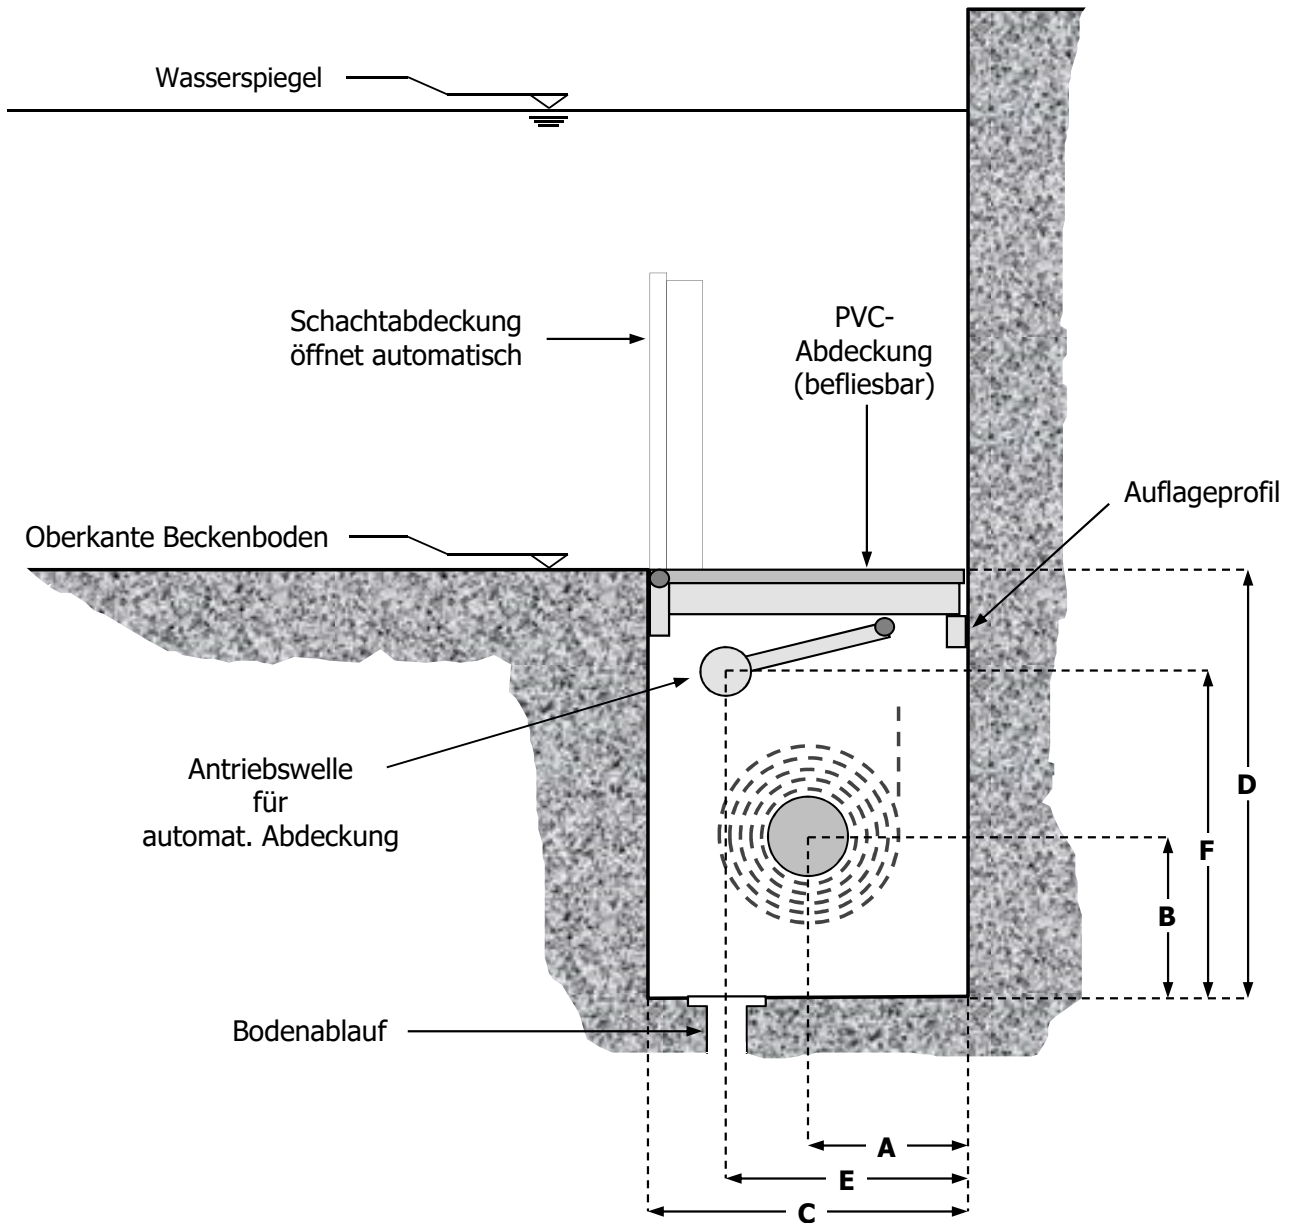 Wasserspiegel
Schachtabdeckung
öffnet automatisch
PVC-
Abdeckung
(befliesbar)
Auflageprofil
Oberkante Beckenboden
Antriebswelle
für
automat. Abdeckung
D
F
B
Bodenablauf
A
E
C